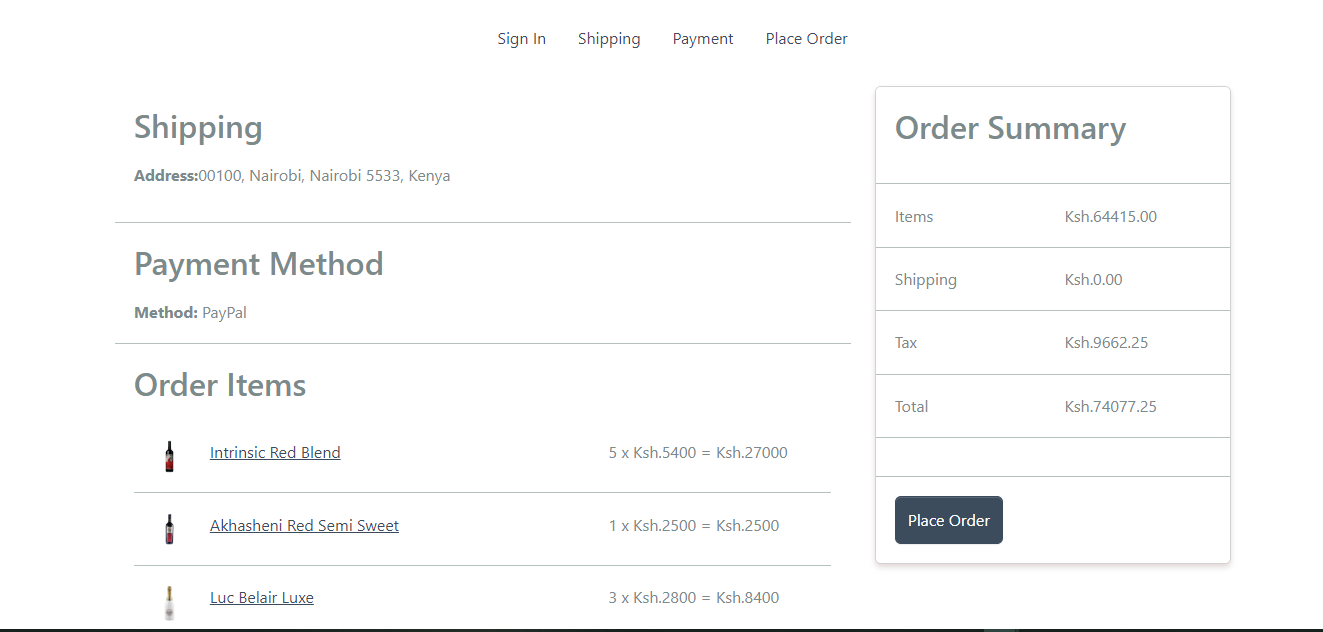 Sign In Shipping Payment Place Order
Shipping
Address:00100, Nairobi, Nairobi 5533, Kenya
Payment Method
Method: PayPal
Order Items
Intrinsic Red Blend 5 x Ksh.5400 = Ksh.27000
Akhasheni Red Semi Sweet 1 x Ksh.2500 = Ksh.2500
Luc Belair Luxe 3 x Ksh.2800 = Ksh.8400
Order Summary
Items Ksh.64415.00
Shipping Ksh.0.00
Tax Ksh.9662.25
Total Ksh.74077.25
Place Order